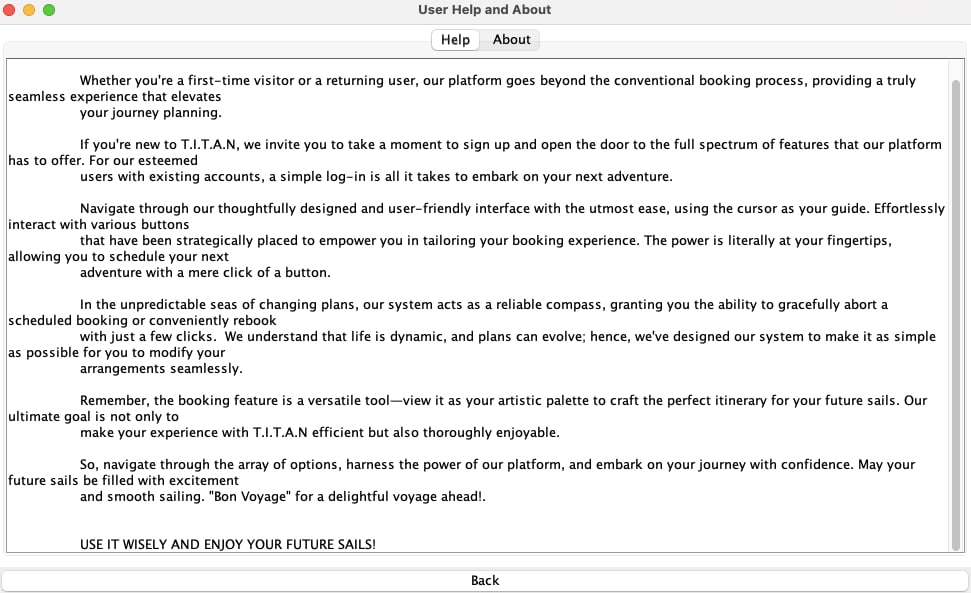 User Help and About
Help About
Whether you're a first-time visitor or a returning user, our platform goes beyond the conventional booking process, providing a truly
seamless experience that elevates
your journey planning.
If you're new to T.I.T.A.N, we invite you to take a moment to sign up and open the door to the full spectrum of features that our platform
has to offer. For our esteemed
users with existing accounts, a simple log-in is all it takes to embark on your next adventure.
Navigate through our thoughtfully designed and user-friendly interface with the utmost ease, using the cursor as your guide. Effortlessly
interact with various buttons
that have been strategically placed to empower you in tailoring your booking experience. The power is literally at your fingertips,
allowing you to schedule your next
adventure with a mere click of a button.
In the unpredictable seas of changing plans, our system acts as a reliable compass, granting you the ability to gracefully abort a
scheduled booking or conveniently rebook
with just a few clicks.  We understand that life is dynamic, and plans can evolve; hence, we've designed our system to make it as simple
as possible for you to modify your
arrangements seamlessly.
Remember, the booking feature is a versatile tool—view it as your artistic palette to craft the perfect itinerary for your future sails. Our
ultimate goal is not only to
make your experience with T.I.T.A.N efficient but also thoroughly enjoyable.
So, navigate through the array of options, harness the power of our platform, and embark on your journey with confidence. May your
future sails be filled with excitement
and smooth sailing. "Bon Voyage" for a delightful voyage ahead!.
USE IT WISELY AND ENJOY YOUR FUTURE SAILS!
Back